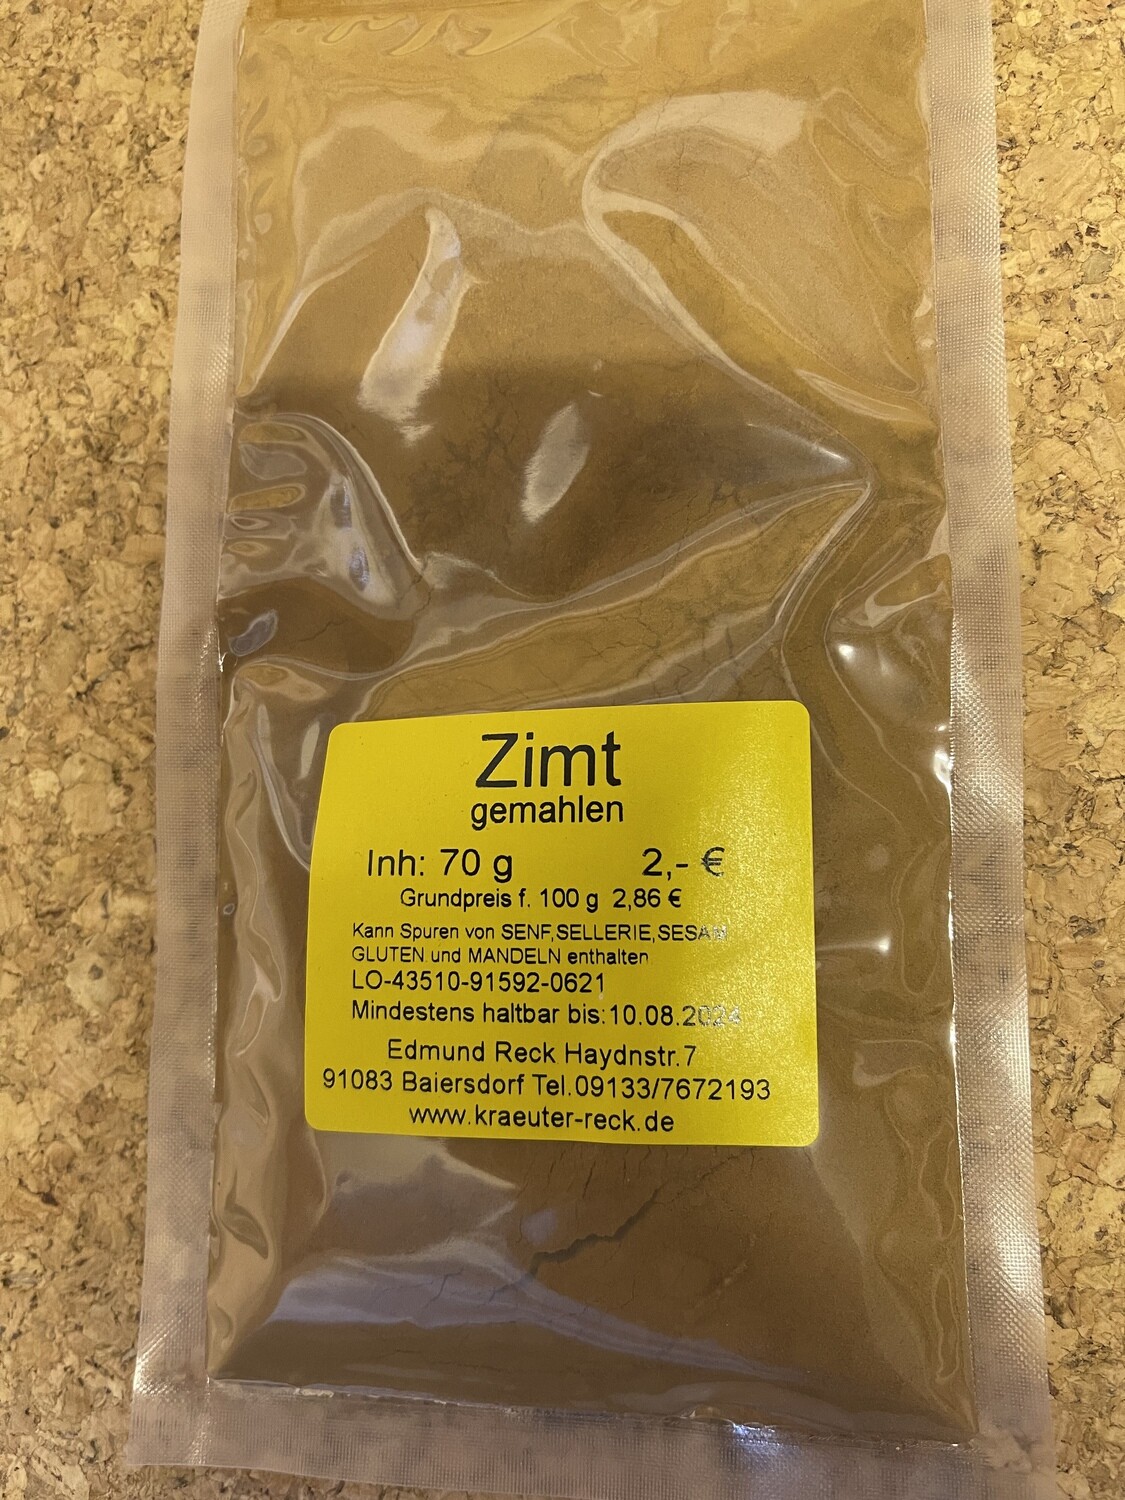 Zimt
gemahlen
Inh: 70 g 2,- €
Grundpreis f. 100 g 2,86 €
Kann Spuren von SENF,SELLERIE,SESAM
GLUTEN und MANDELN enthalten
LO-43510-91592-0621
Mindestens haltbar bis:10.08.2024
Edmund Reck Haydnstr.7
91083 Baiersdorf Tel.09133/7672193
www.kraeuter-reck.de